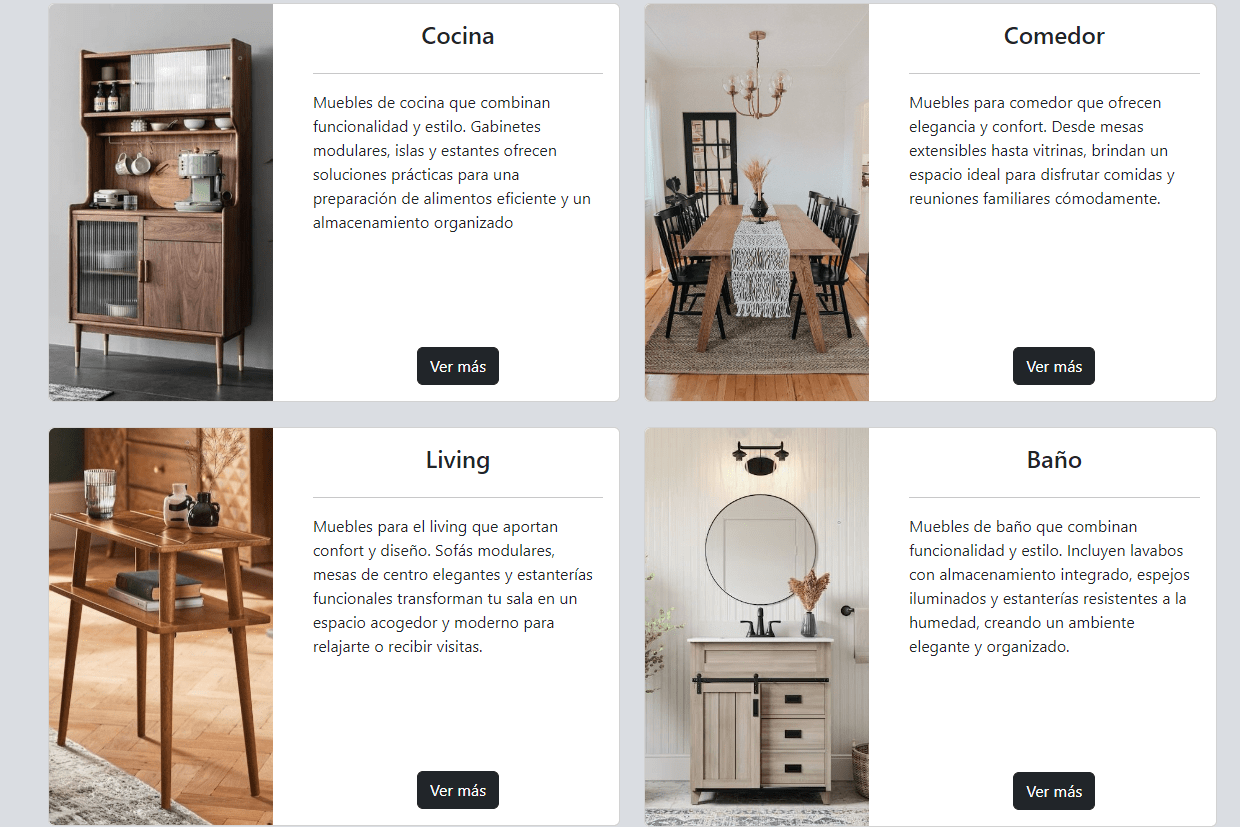 Cocina
Muebles de cocina que combinan
funcionalidad y estilo. Gabinetes
modulares, islas y estantes ofrecen
soluciones prácticas para una
preparación de alimentos eficiente y un
almacenamiento organizado
Ver más
Comedor
Muebles para comedor que ofrecen
elegancia y confort. Desde mesas
extensibles hasta vitrinas, brindan un
espacio ideal para disfrutar comidas y
reuniones familiares cómodamente.
Ver más
Living
Muebles para el living que aportan
confort y diseño. Sofás modulares,
mesas de centro elegantes y estanterías
funcionales transforman tu sala en un
espacio acogedor y moderno para
relajarte o recibir visitas.
Ver más
Baño
Muebles de baño que combinan
funcionalidad y estilo. Incluyen lavabos
con almacenamiento integrado, espejos
iluminados y estanterías resistentes a la
humedad, creando un ambiente
elegante y organizado.
Ver más